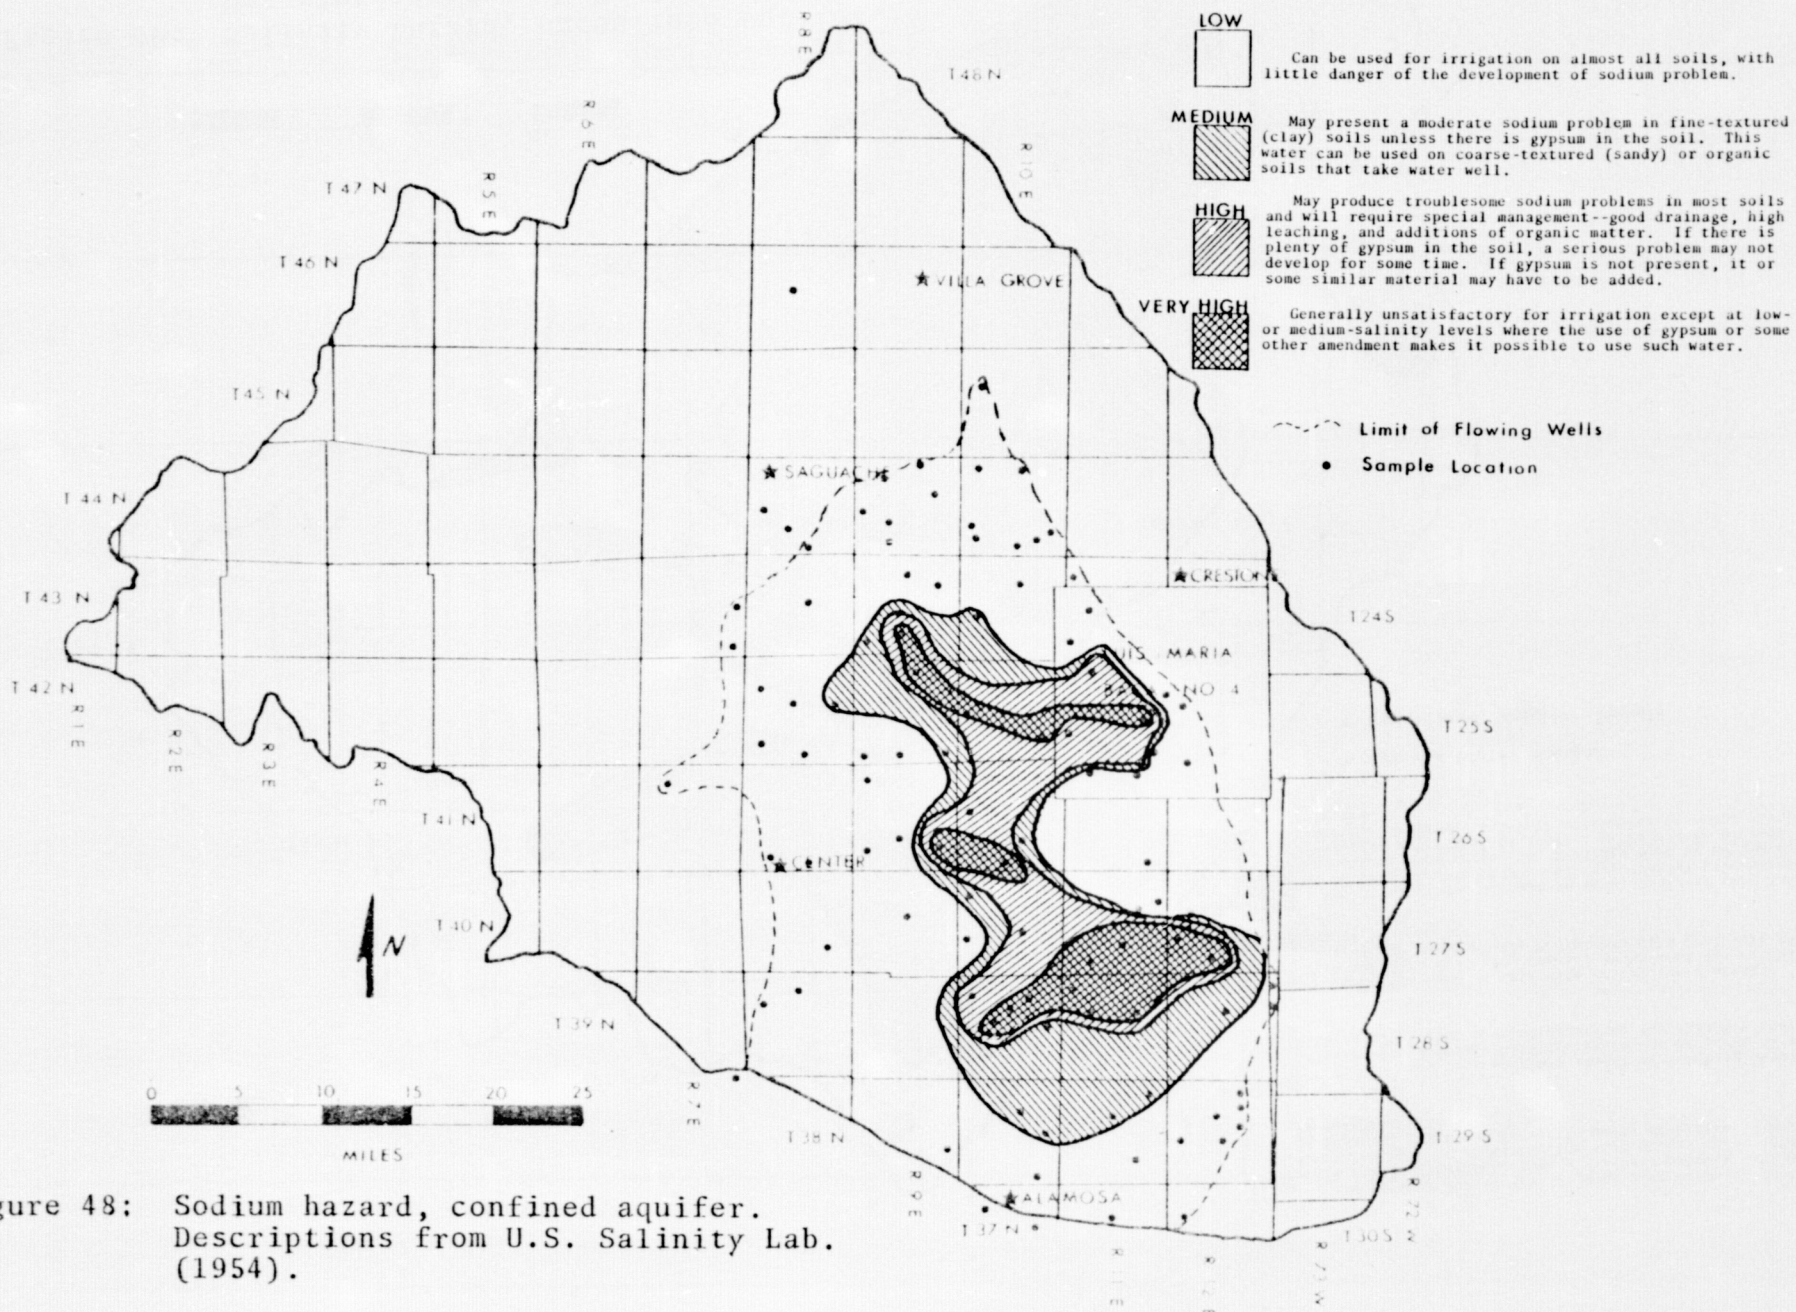 LOW
Can be used for irrigation on almost all soils, with
little danger of the development of sodium problem.
MEDIUM
May present a moderate sodium problem in fine-textured
(clay) soils unless there is gypsum in the soil. This
water can be used on coarse-textured (sandy) or organic
soils that take water well.
HIGH
May produce troublesome sodium problems in most soils
and will require special management--good drainage, high
leaching, and additions of organic matter. If there is
plenty of gypsum in the soil, a serious problem may not
develop for some time. If gypsum is not present, it or
some similar material may have to be added.
VERY HIGH
Generally unsatisfactory for irrigation except at low-
or medium-salinity levels where the use of gypsum or some
other amendment makes it possible to use such water.
Limit of Flowing Wells
Sample Location
R 8 E
T 48 N
R 6 E
R 10 E
T 47 N
R 5 E
T 46 N
VILLA GROVE
T 45 N
SAGUACHE
T 44 N
CRESTONE
T 43 N
T 24 S
MARIA
T 42 N
NO 4
R 1 E
R 2 E
R 3 E
R 4 E
T 25 S
T 41 N
T 26 S
CENTER
T 40 N
N
T 27 S
T 39 N
T 28 S
0 5 10 15 20 25
MILES
R 7 E
T 38 N
T 29 S
R 9 E
ALAMOSA
T 37 N
T 30 S
gure 48: Sodium hazard, confined aquifer.
Descriptions from U.S. Salinity Lab.
(1954).